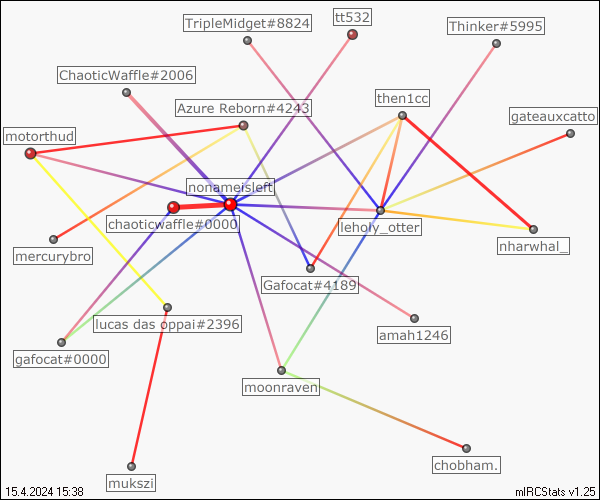 TripleMidget#8824
tt532
Thinker#5995
ChaoticWaffle#2006
Azure Reborn#4243
then1cc
gateauxcatto
motorthud
nonameisleft
chaoticwaffle#0000
leholy_otter
nharwhal_
mercurybro
Gafocat#4189
lucas das oppai#2396
amah1246
gafocat#0000
moonraven
chobham.
mukszi
15.4.2024 15:38
mIRCStats v1.25